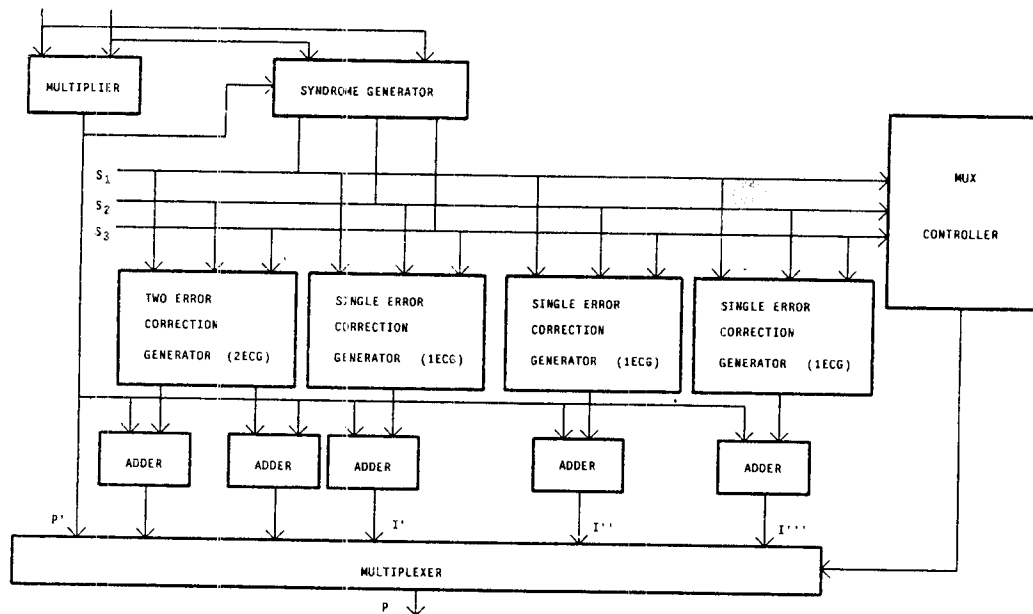 MULTIPLIER
SYNDROME GENERATOR
S1
S2
S3
MUX
CONTROLLER
TWO ERROR
CORRECTION
GENERATOR (2ECG)
SINGLE ERROR
CORRECTION
GENERATOR (1ECG)
SINGLE ERROR
CORRECTION
GENERATOR (1ECG)
SINGLE ERROR
CORRECTION
GENERATOR (1ECG)
ADDER
ADDER
ADDER
ADDER
ADDER
P'
I'
I''
I'''
MULTIPLEXER
P